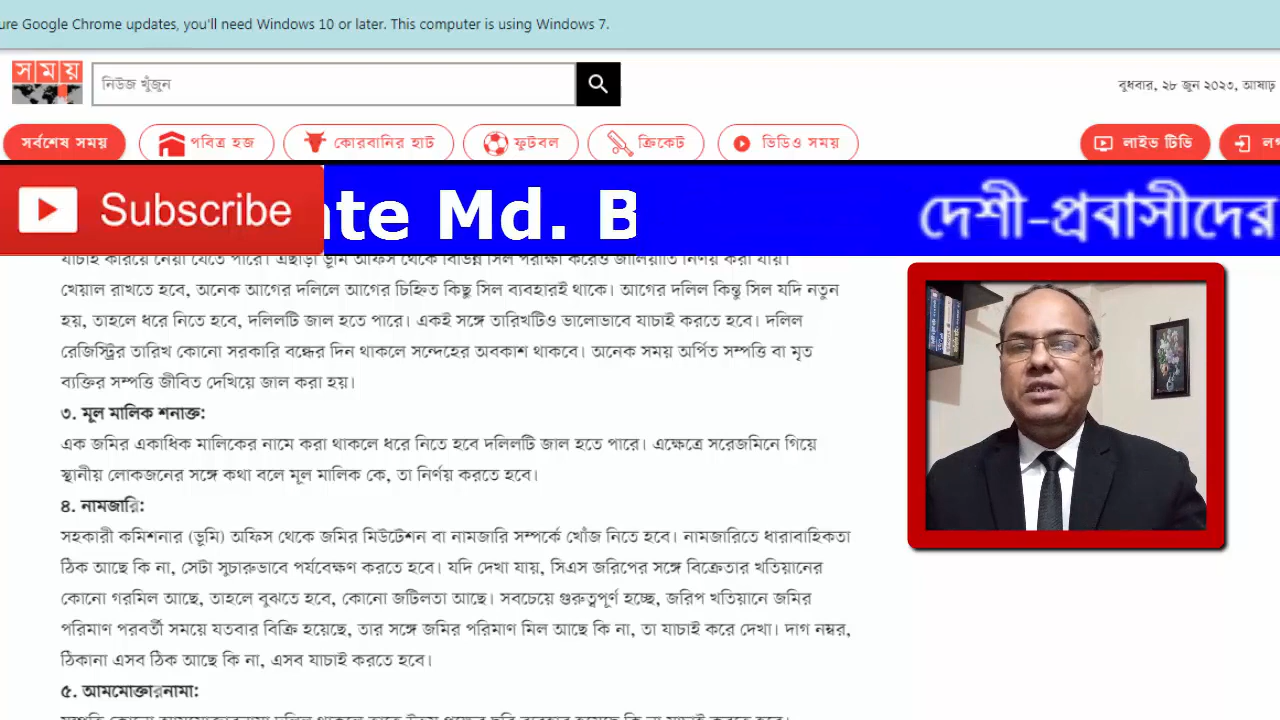 ure Google Chrome updates, you'll need Windows 10 or later. This computer is using Windows 7.
সময়
নিউজ খুঁজুন
বুধবার, ২৮ জুন ২০২৩, আষাঢ়
সর্বশেষ সময়
পবিত্র হজ
কোরবানির হাট
ফুটবল
ক্রিকেট
ভিডিও সময়
লাইভ টিভি
Subscribe
ate Md. B
দেশী-প্রবাসীদের
যাচাই করিয়ে নেয়া যেতে পারে। এছাড়া ভূমি অফিস থেকে বিভিন্ন সিল পরীক্ষা করেও জালিয়াতি নির্ণয় করা যায়।
খেয়াল রাখতে হবে, অনেক আগের দলিলে আগের চিহ্নিত কিছু সিল ব্যবহারই থাকে। আগের দলিল কিন্তু সিল যদি নতুন
হয়, তাহলে ধরে নিতে হবে, দলিলটি জাল হতে পারে। একই সঙ্গে তারিখটিও ভালোভাবে যাচাই করতে হবে। দলিল
রেজিস্ট্রির তারিখ কোনো সরকারি বন্ধের দিন থাকলে সন্দেহের অবকাশ থাকবে। অনেক সময় অর্পিত সম্পত্তি বা মৃত
ব্যক্তির সম্পত্তি জীবিত দেখিয়ে জাল করা হয়।
৩. মূল মালিক শনাক্ত:
এক জমির একাধিক মালিকের নামে করা থাকলে ধরে নিতে হবে দলিলটি জাল হতে পারে। এক্ষেত্রে সরেজমিনে গিয়ে
স্থানীয় লোকজনের সঙ্গে কথা বলে মূল মালিক কে, তা নির্ণয় করতে হবে।
৪. নামজারি:
সহকারী কমিশনার (ভূমি) অফিস থেকে জমির মিউটেশন বা নামজারি সম্পর্কে খোঁজ নিতে হবে। নামজারিতে ধারাবাহিকতা
ঠিক আছে কি না, সেটা সুচারুভাবে পর্যবেক্ষণ করতে হবে। যদি দেখা যায়, সিএস জরিপের সঙ্গে বিক্রেতার খতিয়ানের
কোনো গরমিল আছে, তাহলে বুঝতে হবে, কোনো জটিলতা আছে। সবচেয়ে গুরুত্বপূর্ণ হচ্ছে, জরিপ খতিয়ানে জমির
পরিমাণ পরবর্তী সময়ে যতবার বিক্রি হয়েছে, তার সঙ্গে জমির পরিমাণ মিল আছে কি না, তা যাচাই করে দেখা। দাগ নম্বর,
ঠিকানা এসব ঠিক আছে কি না, এসব যাচাই করতে হবে।
৫. আমমোক্তারনামা: